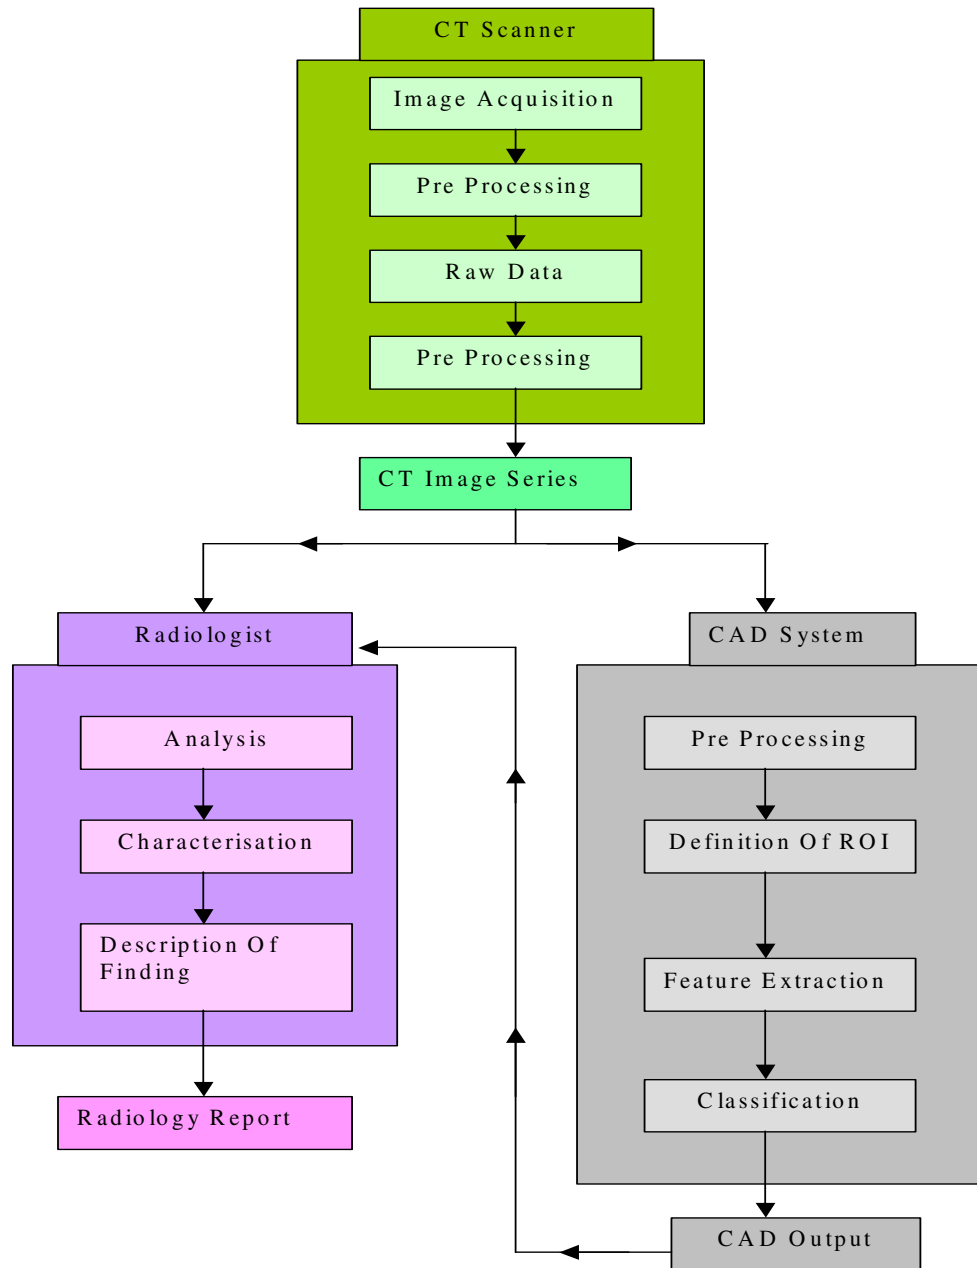 CT Scanner
Image Acquisition
Pre Processing
Raw Data
Pre Processing
CT Image Series
Radiologist
Analysis
Characterisation
Description Of
Finding
Radiology Report
CAD System
Pre Processing
Definition Of ROI
Feature Extraction
Classification
CAD Output